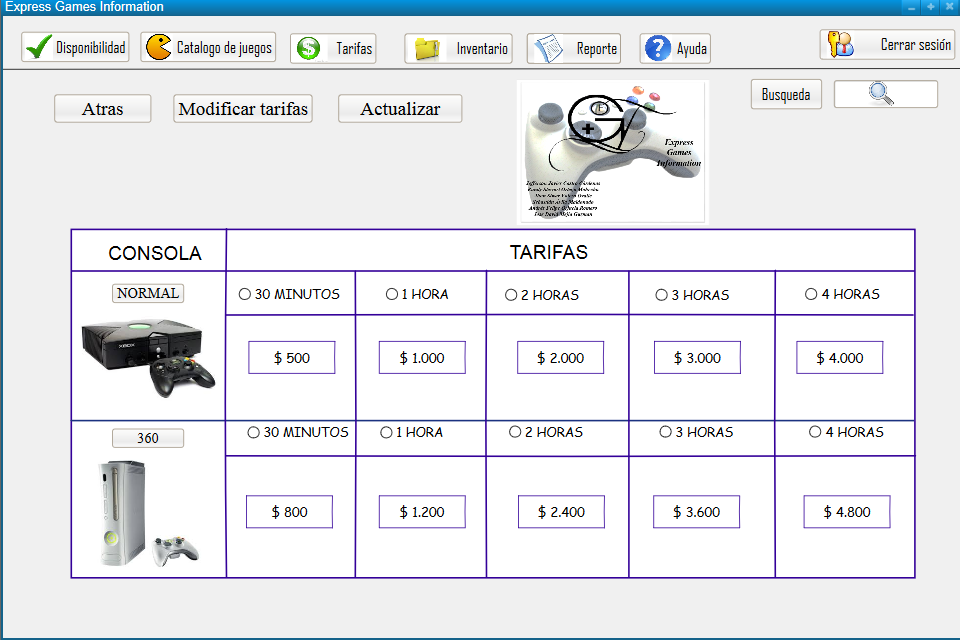 Express Games Information
Disponibilidad
Catalogo de juegos
Tarifas
Inventario
Reporte
Ayuda
Cerrar sesión
Atras
Modificar tarifas
Actualizar
Busqueda
Express
Games
Information
CONSOLA
TARIFAS
NORMAL
XBOX
30 MINUTOS
1 HORA
2 HORAS
3 HORAS
4 HORAS
$ 500
$ 1.000
$ 2.000
$ 3.000
$ 4.000
360
30 MINUTOS
1 HORA
2 HORAS
3 HORAS
4 HORAS
$ 800
$ 1.200
$ 2.400
$ 3.600
$ 4.800